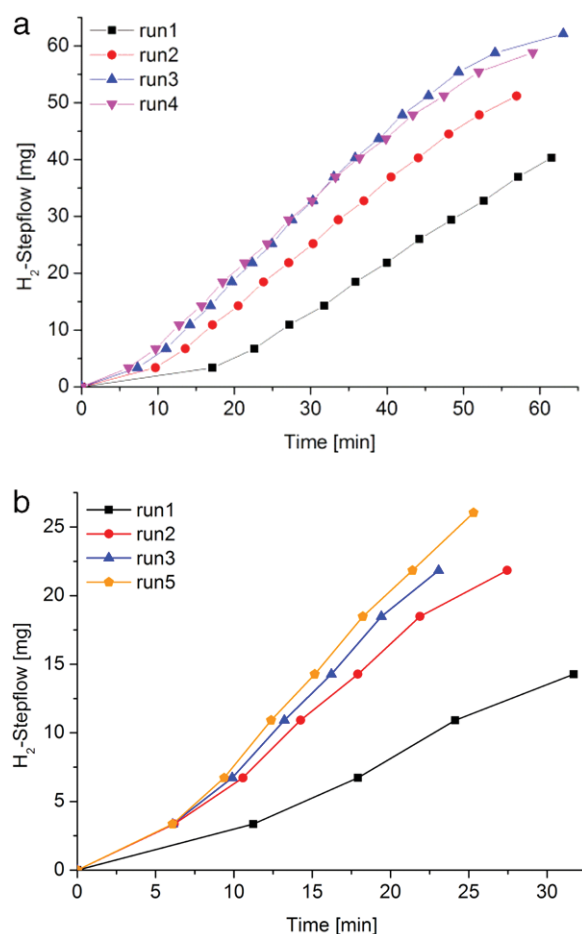 a
run1
run2
run3
run4
H₂-Stepflow [mg]
60
50
40
30
20
10
0
0 10 20 30 40 50 60
Time [min]
b
run1
run2
run3
run5
H₂-Stepflow [mg]
25
20
15
10
5
0
0 5 10 15 20 25 30
Time [min]